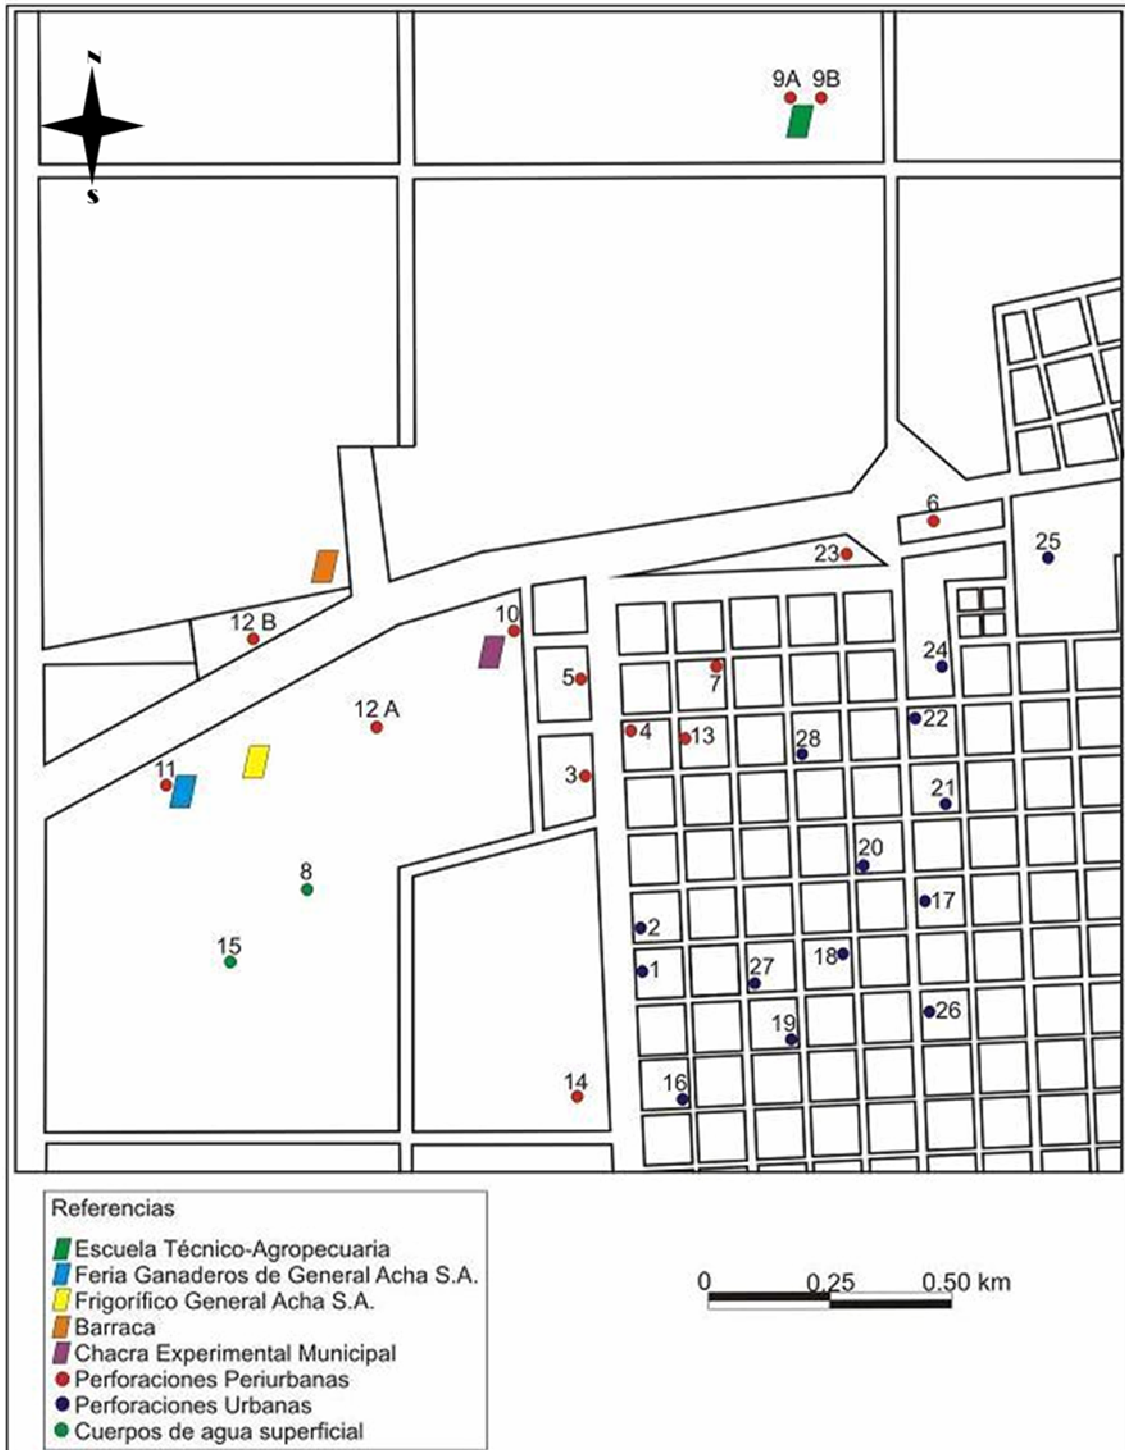 N
S
9A 9B
6
25
23
12 B
10
24
5
7
12 A
22
4
13
28
11
3
21
20
8
17
2
15
18
1
27
26
19
14
16
Referencias
Escuela Técnico-Agropecuaria
Feria Ganaderos de General Acha S.A.
Frigorífico General Acha S.A.
Barraca
Chacra Experimental Municipal
Perforaciones Periurbanas
Perforaciones Urbanas
Cuerpos de agua superficial
0 0,25 0.50 km